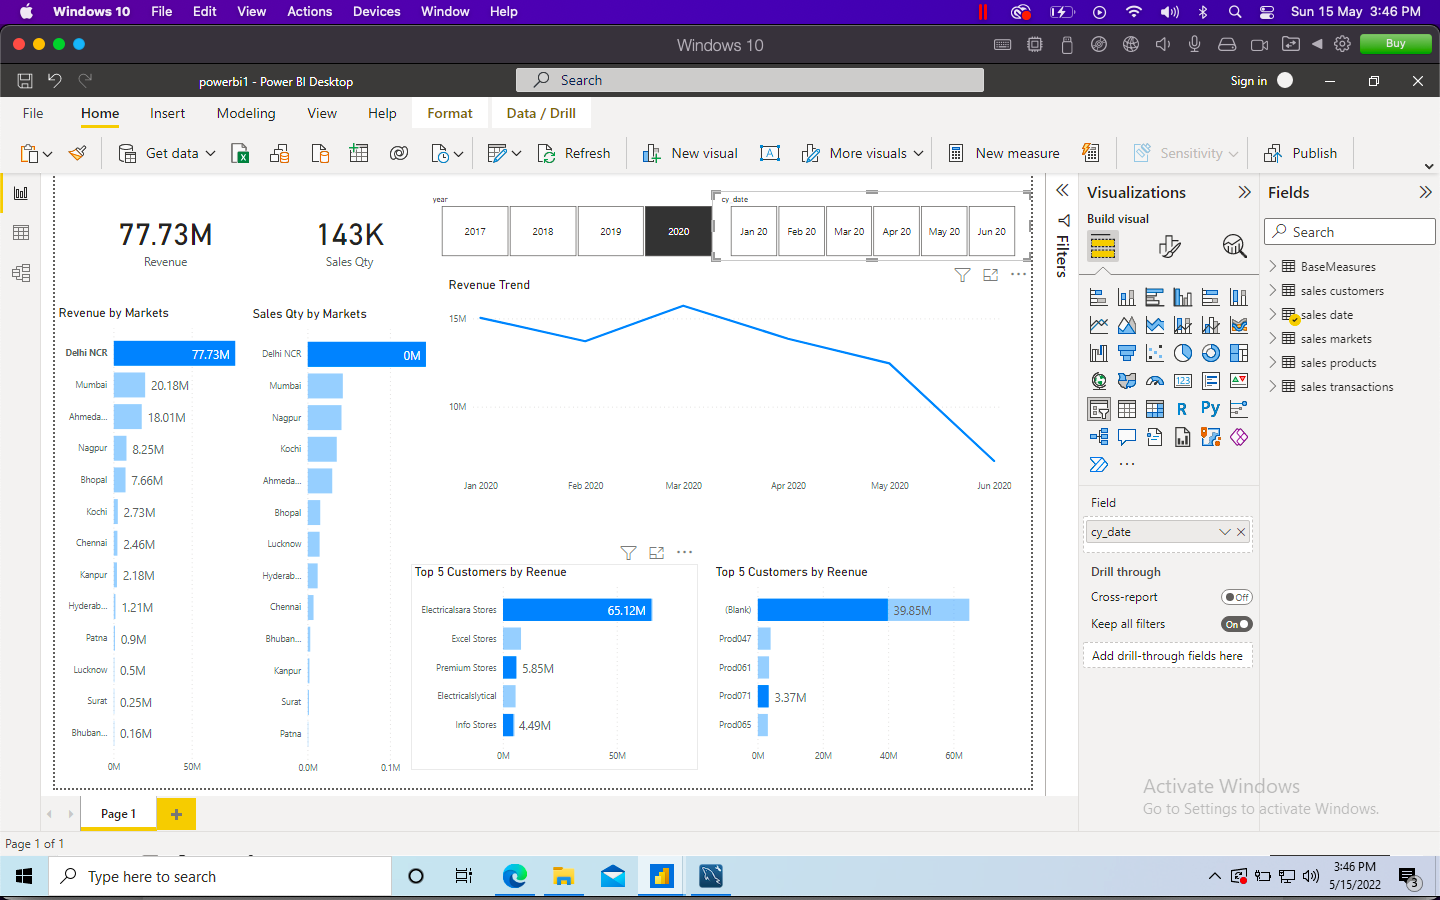 Windows 10 File Edit View Actions Devices Window Help Sun 15 May 3:46 PM
Windows 10
Buy
powerbi1 - Power BI Desktop
Search
Sign in
File Home Insert Modeling View Help Format Data / Drill
Get data Refresh New visual A More visuals New measure Sensitivity Publish
77.73M
Revenue
143K
Sales Qty
year
2017 2018 2019 2020
cy_date
Jan 20 Feb 20 Mar 20 Apr 20 May 20 Jun 20
Revenue Trend
15M
10M
Jan 2020 Feb 2020 Mar 2020 Apr 2020 May 2020 Jun 2020
Revenue by Markets
Delhi NCR 77.73M
Mumbai 20.18M
Ahmeda... 18.01M
Nagpur 8.25M
Bhopal 7.66M
Kochi 2.73M
Chennai 2.46M
Kanpur 2.18M
Hyderab... 1.21M
Patna 0.9M
Lucknow 0.5M
Surat 0.25M
Bhuban... 0.16M
0M 50M
Sales Qty by Markets
Delhi NCR 0M
Mumbai
Nagpur
Kochi
Ahmeda...
Bhopal
Lucknow
Hyderab...
Chennai
Bhuban...
Kanpur
Surat
Patna
0.0M 0.1M
Top 5 Customers by Reenue
Electricalsara Stores 65.12M
Excel Stores
Premium Stores 5.85M
Electricalslytical
Info Stores 4.49M
0M 50M
Top 5 Customers by Reenue
(Blank) 39.85M
Prod047
Prod061
Prod071 3.37M
Prod065
0M 20M 40M 60M
Filters
Visualizations
Build visual
123
R Py
Field
cy_date
Drill through
Cross-report Off
Keep all filters On
Add drill-through fields here
Fields
Search
BaseMeasures
sales customers
sales date
sales markets
sales products
sales transactions
Activate Windows
Go to Settings to activate Windows.
Page 1
Page 1 of 1
Type here to search
3:46 PM
5/15/2022
3